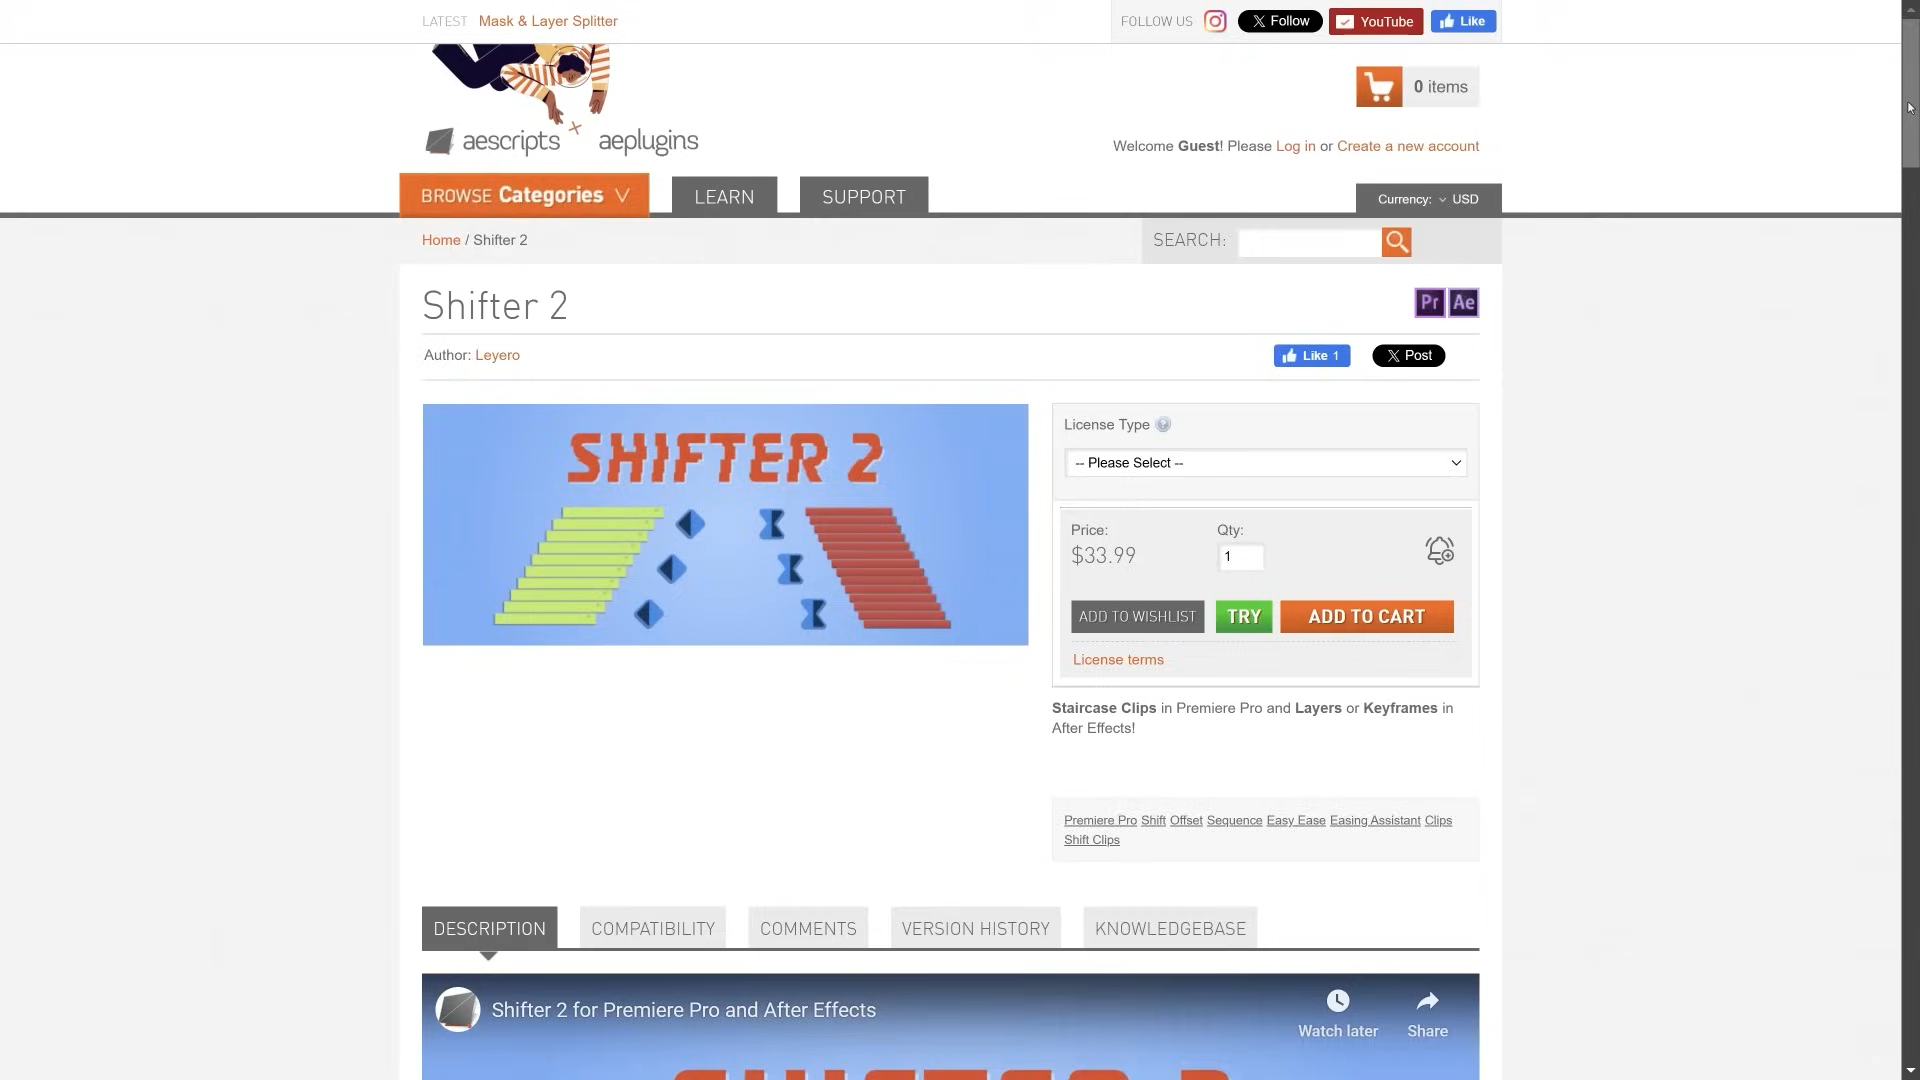 LATEST Mask & Layer Splitter
FOLLOW US Follow YouTube Like
0 items
aescripts + aeplugins
Welcome Guest! Please Log in or Create a new account
BROWSE Categories LEARN SUPPORT
Currency: USD
Home / Shifter 2
SEARCH:
Shifter 2
Pr Ae
Author: Leyero
Like 1
Post
SHIFTER 2
License Type ?
-- Please Select --
Price:
Qty:
$33.99
1
ADD TO WISHLIST TRY ADD TO CART
License terms
Staircase Clips in Premiere Pro and Layers or Keyframes in
After Effects!
Premiere Pro Shift Offset Sequence Easy Ease Easing Assistant Clips
Shift Clips
DESCRIPTION COMPATIBILITY COMMENTS VERSION HISTORY KNOWLEDGEBASE
Shifter 2 for Premiere Pro and After Effects
Watch later
Share
SHIFTER 2